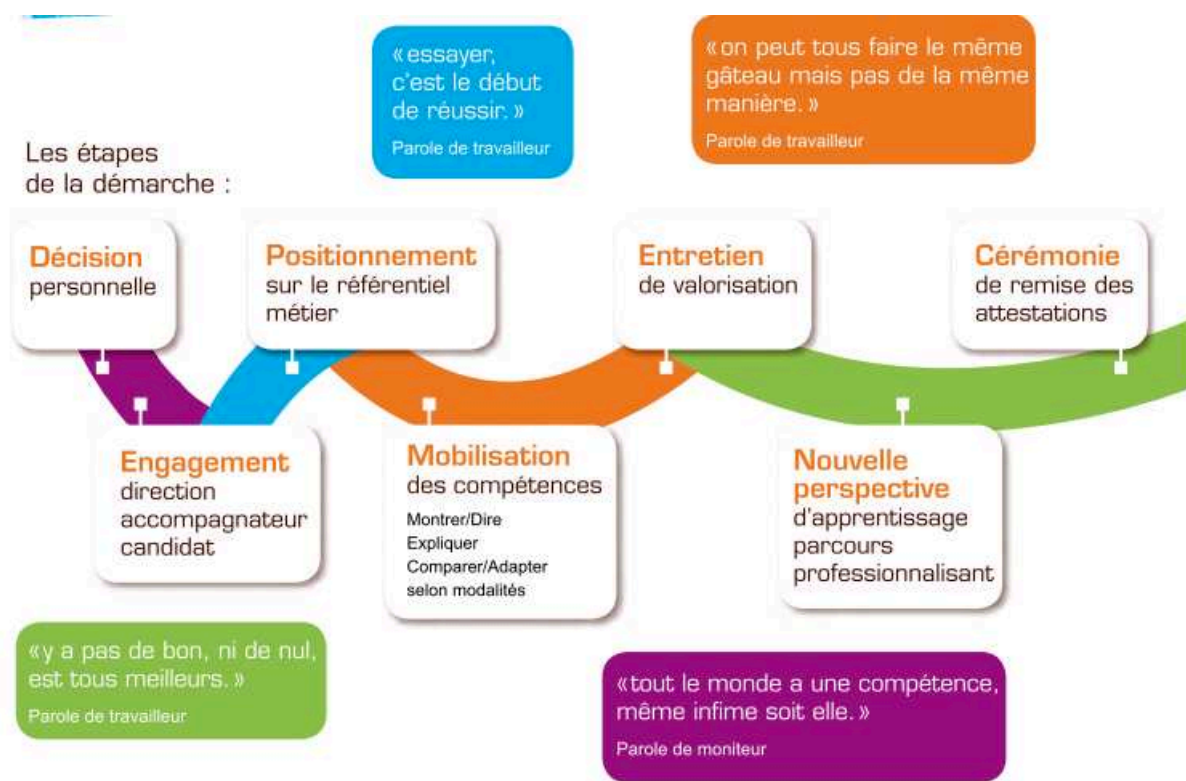 «essayer,
c'est le début
de réussir.»
Parole de travailleur
«on peut tous faire le même
gâteau mais pas de la même
manière.»
Parole de travailleur
Les étapes
de la démarche :
Décision
personnelle
Positionnement
sur le référentiel
métier
Entretien
de valorisation
Cérémonie
de remise des
attestations
Engagement
direction
accompagnateur
candidat
Mobilisation
des compétences
Montrer/Dire
Expliquer
Comparer/Adapter
selon modalités
Nouvelle
perspective
d'apprentissage
parcours
professionnalisant
«y a pas de bon, ni de nul,
est tous meilleurs.»
Parole de travailleur
«tout le monde a une compétence,
même infime soit elle.»
Parole de moniteur